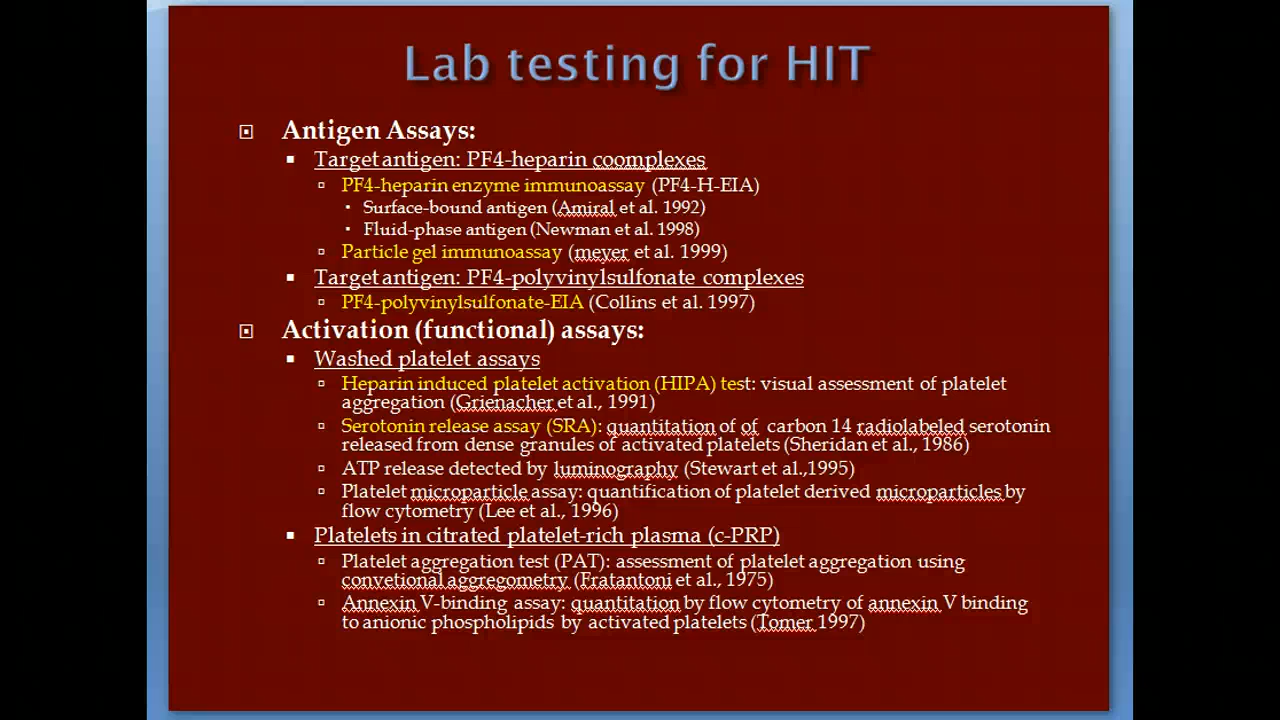 Lab testing for HIT
Antigen Assays:
Target antigen: PF4-heparin coomplexes
PF4-heparin enzyme immunoassay (PF4-H-EIA)
Surface-bound antigen (Amiral et al. 1992)
Fluid-phase antigen (Newman et al. 1998)
Particle gel immunoassay (meyer et al. 1999)
Target antigen: PF4-polyvinylsulfonate complexes
PF4-polyvinylsulfonate-EIA (Collins et al. 1997)
Activation (functional) assays:
Washed platelet assays
Heparin induced platelet activation (HIPA) test: visual assessment of platelet
aggregation (Grienacher et al., 1991)
Serotonin release assay (SRA): quantitation of of carbon 14 radiolabeled serotonin
released from dense granules of activated platelets (Sheridan et al., 1986)
ATP release detected by luminography (Stewart et al.,1995)
Platelet microparticle assay: quantification of platelet derived microparticles by
flow cytometry (Lee et al., 1996)
Platelets in citrated platelet-rich plasma (c-PRP)
Platelet aggregation test (PAT): assessment of platelet aggregation using
convetional aggregometry (Fratantoni et al., 1975)
Annexin V-binding assay: quantitation by flow cytometry of annexin V binding
to anionic phospholipids by activated platelets (Tomer 1997)